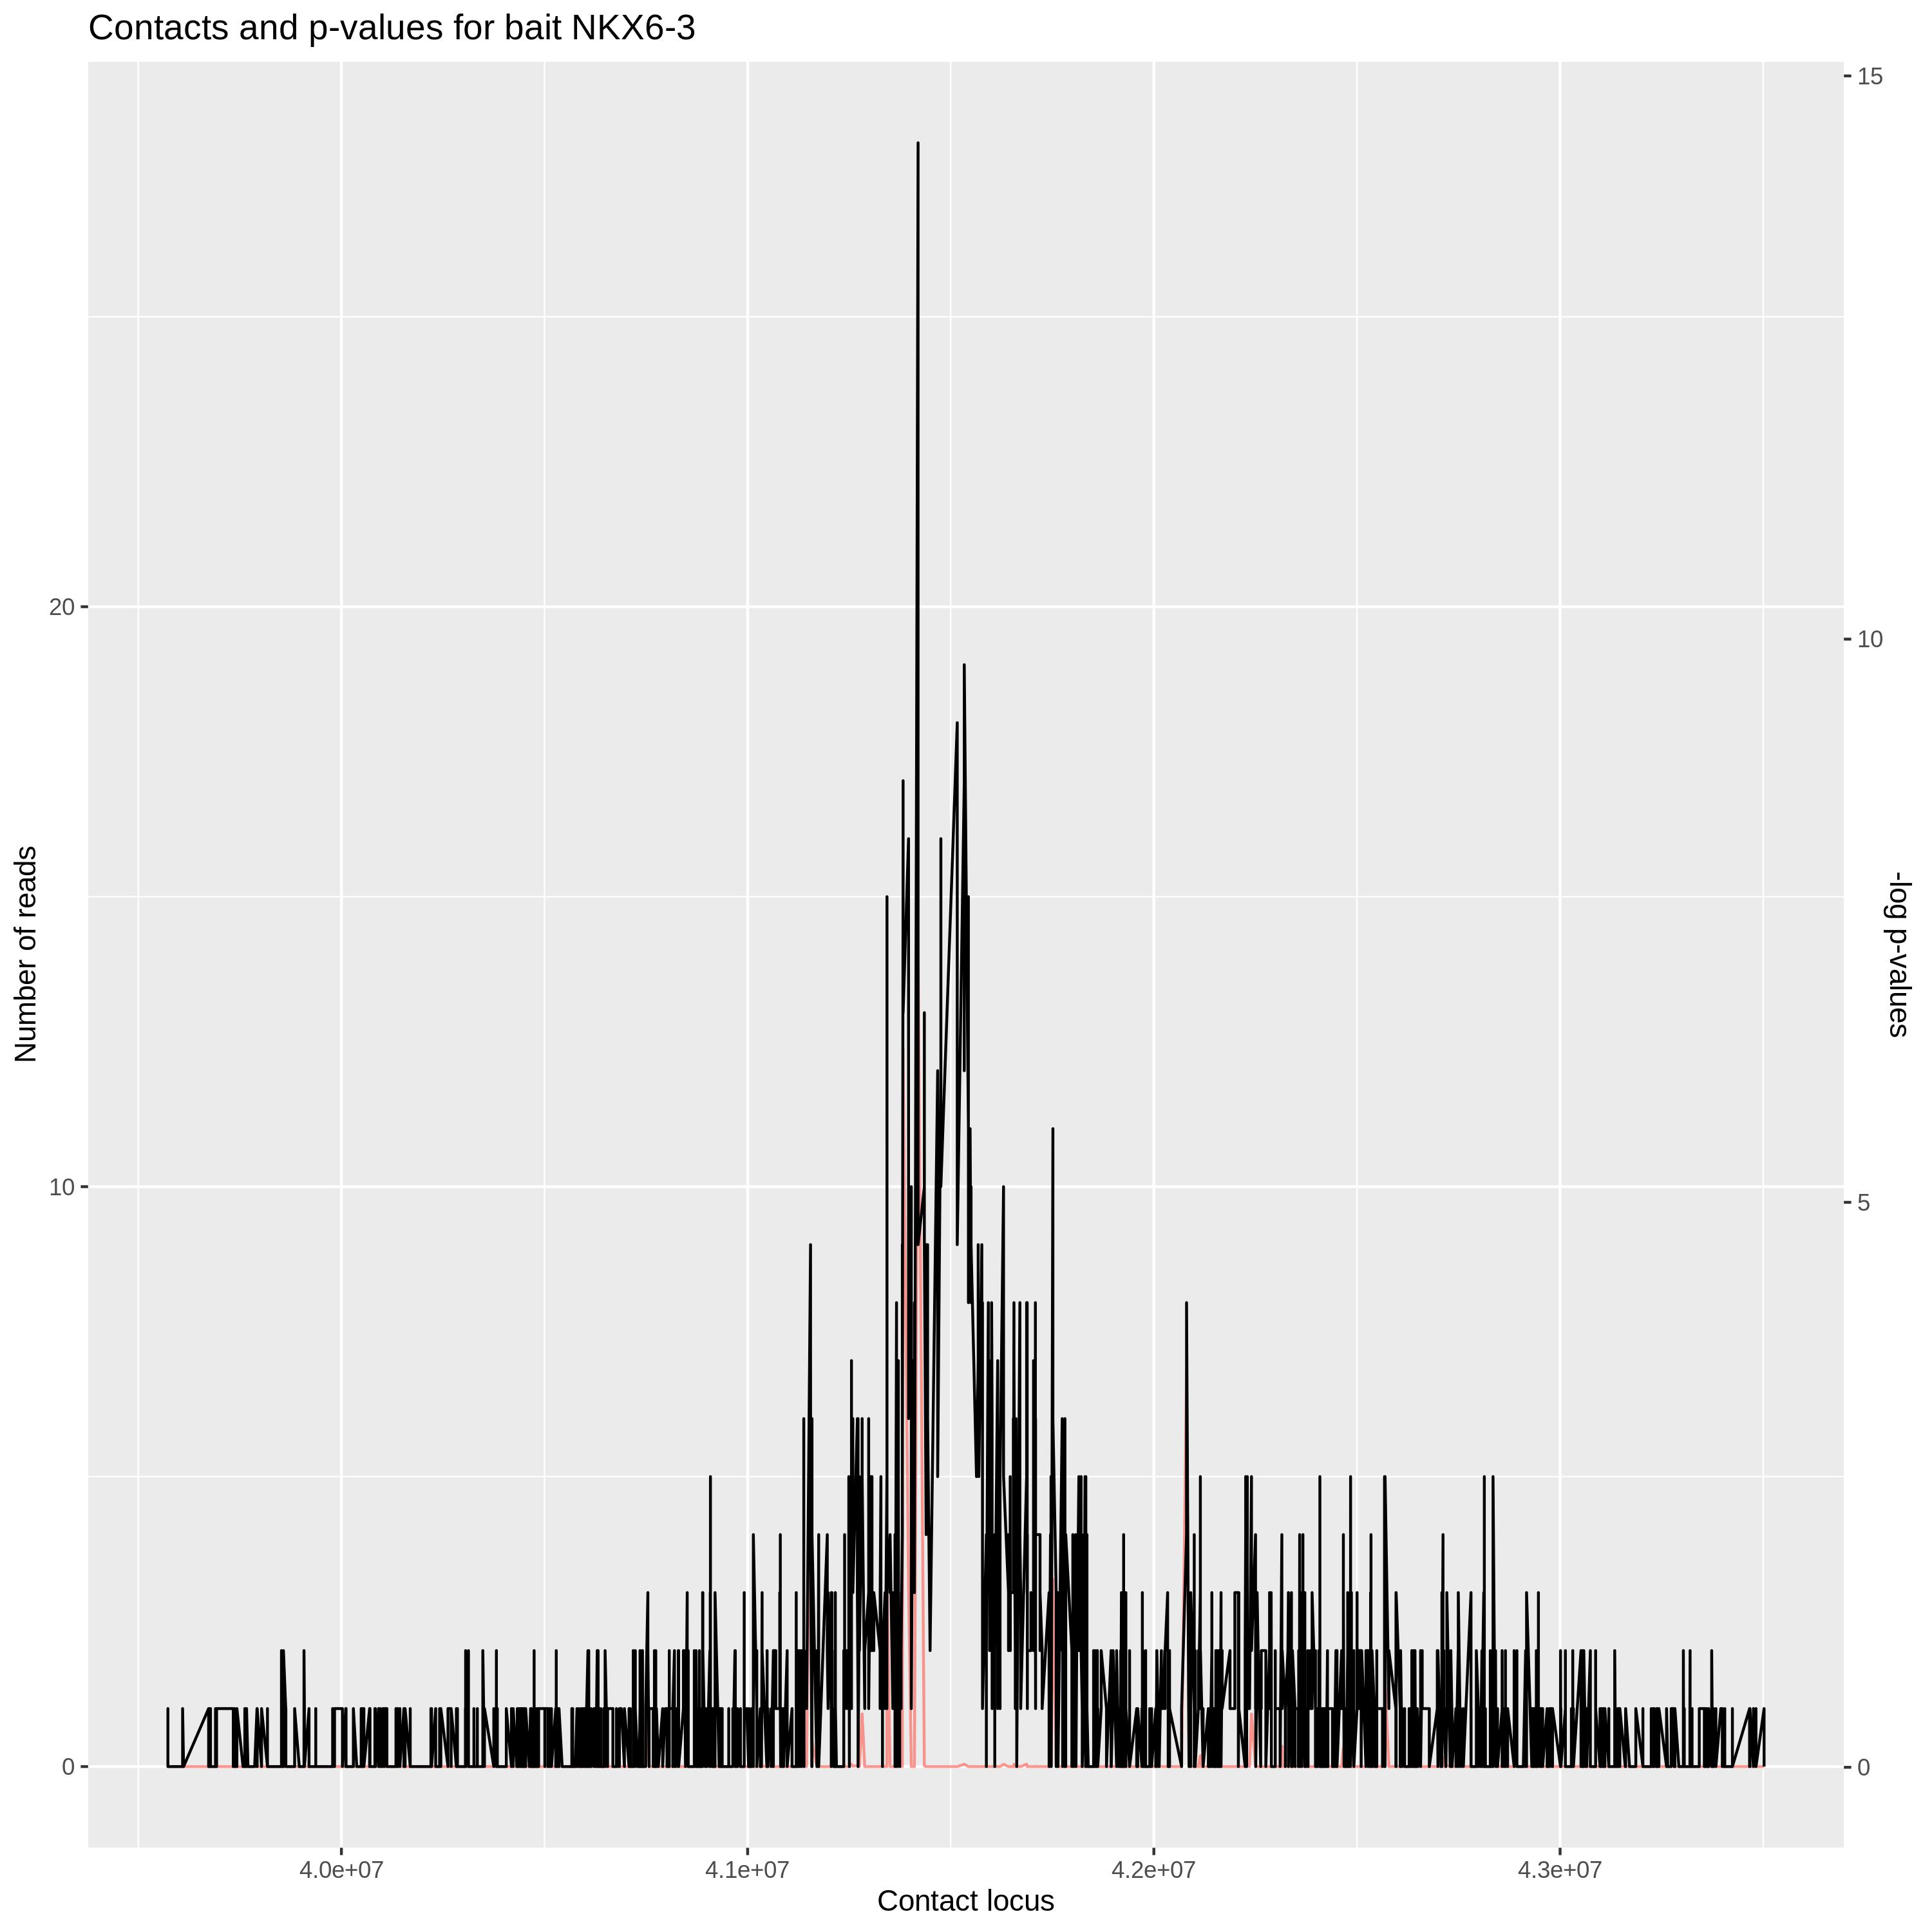 Contacts and p-values for bait NKX6-3
15
20
10
10
5
0
0
Number of reads
-log p-values
4.0e+07
4.1e+07
4.2e+07
4.3e+07
Contact locus